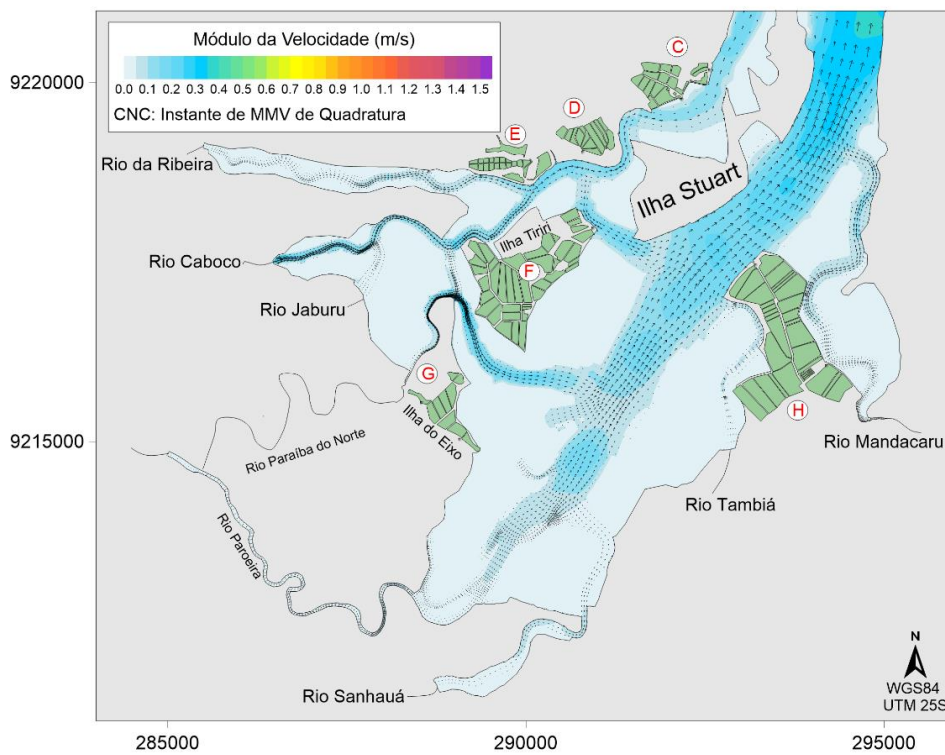 Módulo da Velocidade (m/s)
0.0 0.1 0.2 0.3 0.4 0.5 0.6 0.7 0.8 0.9 1.0 1.1 1.2 1.3 1.4 1.5
CNC: Instante de MMV de Quadratura
9220000
C
D
E
Rio da Ribeira
Ilha Stuart
Ilha Tiriri
Rio Caboco
F
Rio Jaburu
G
H
Ilha do Eixo
9215000
Rio Paraíba do Norte
Rio Mandacaru
Rio Tambiá
Rio Paroeira
N
WGS84
UTM 25S
Rio Sanhauá
285000
290000
295000